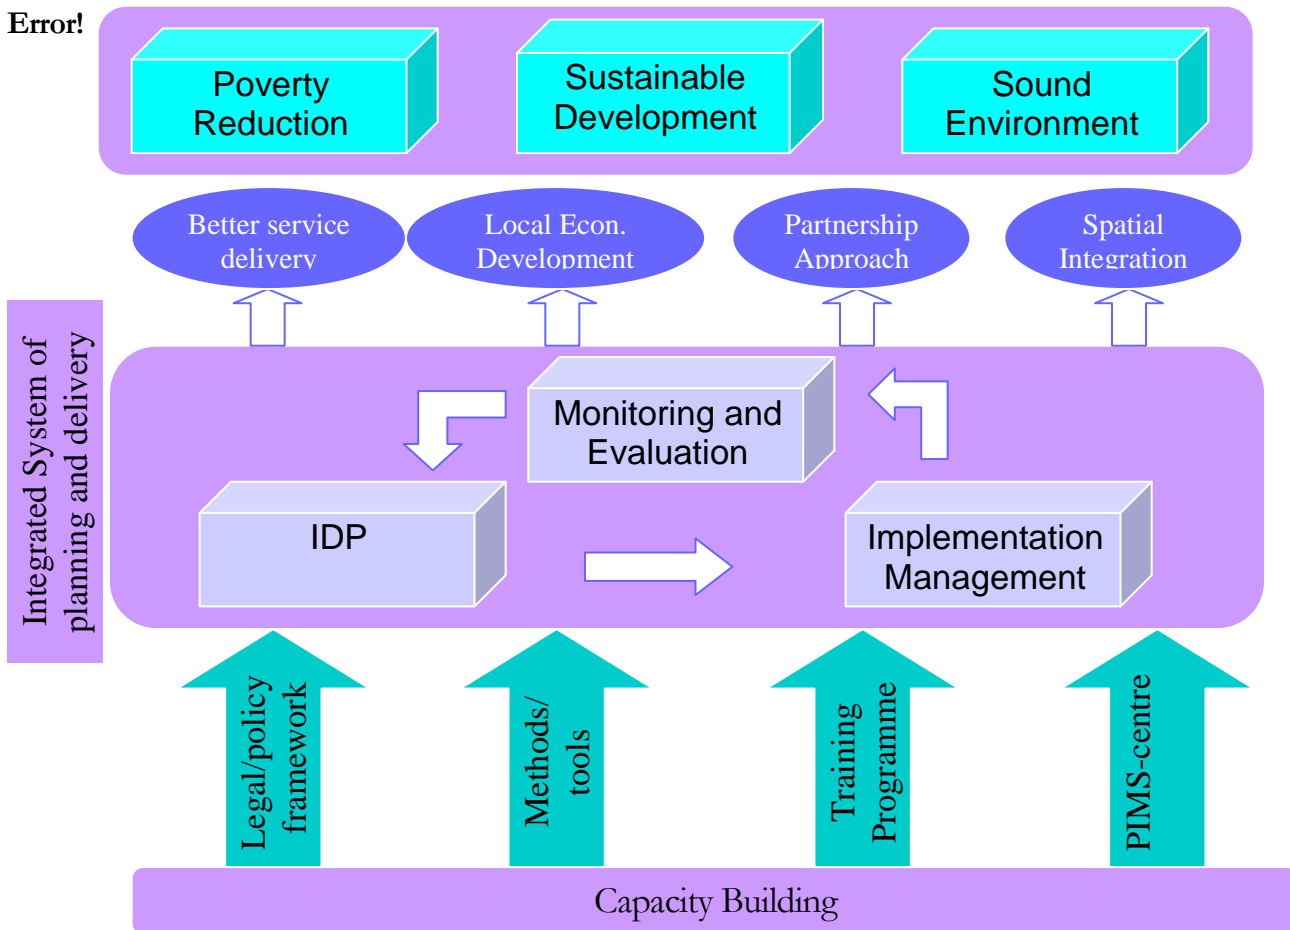 Error!
Poverty
Reduction
Sustainable
Development
Sound
Environment
Better service
delivery
Local Econ.
Development
Partnership
Approach
Spatial
Integration
Integrated System of
planning and delivery
Monitoring and
Evaluation
IDP
Implementation
Management
Legal/policy
framework
Methods/
tools
Training
Programme
PIMS-centre
Capacity Building